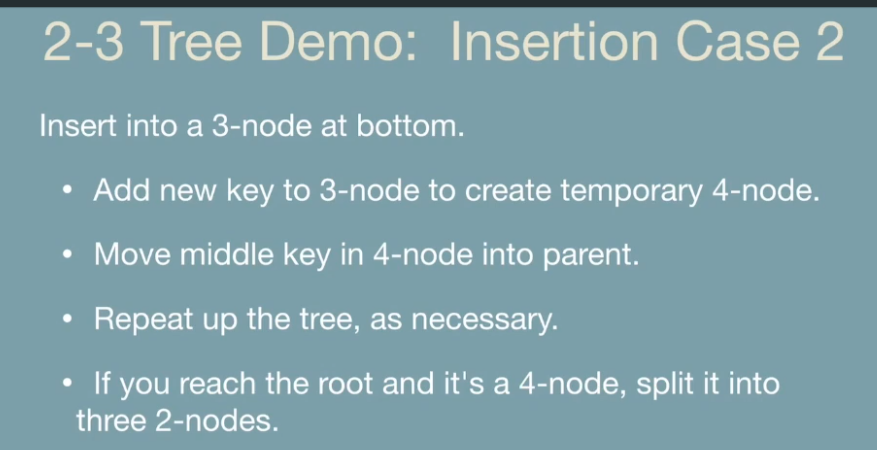 2-3 Tree Demo: Insertion Case 2
Insert into a 3-node at bottom.
• Add new key to 3-node to create temporary 4-node.
• Move middle key in 4-node into parent.
• Repeat up the tree, as necessary.
• If you reach the root and it's a 4-node, split it into
three 2-nodes.